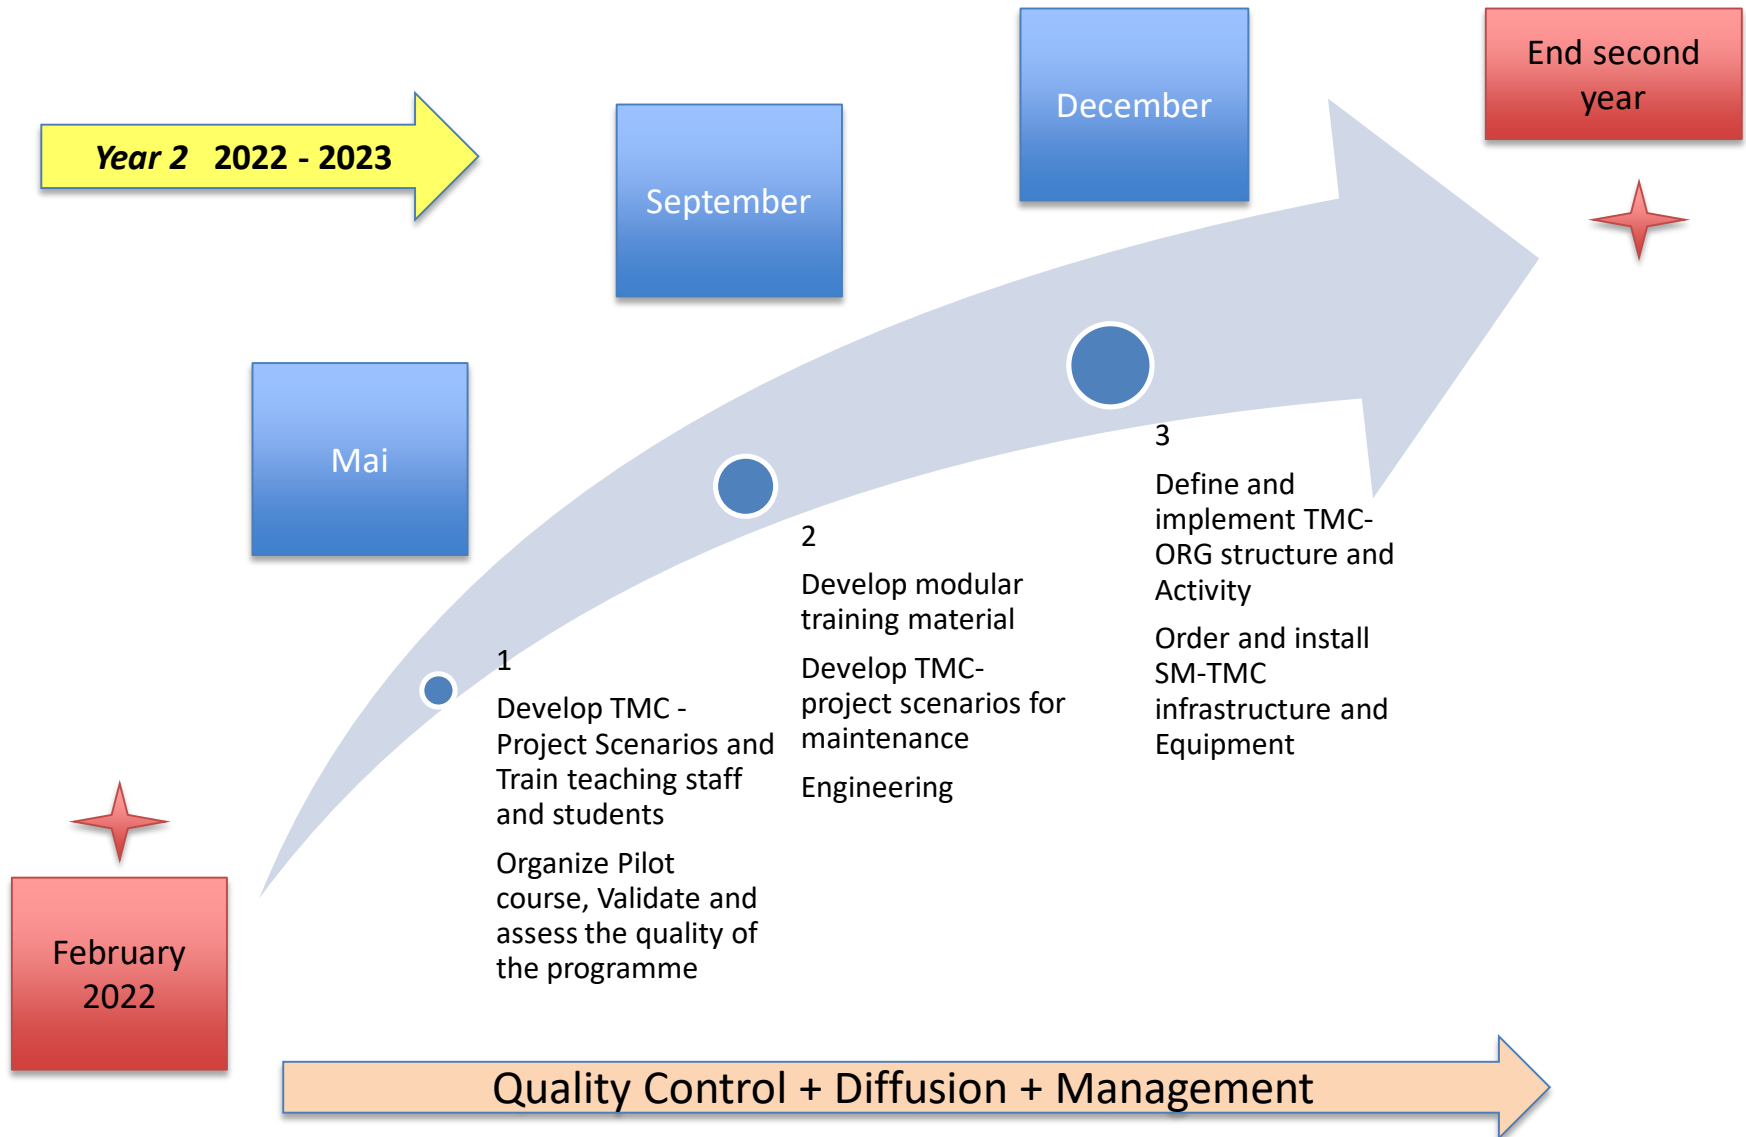 Year 2 2022 - 2023
December
End second
year
September
Mai
3
Define and
implement TMC-
ORG structure and
Activity
Order and install
SM-TMC
infrastructure and
Equipment
2
Develop modular
training material
Develop TMC-
project scenarios for
maintenance
Engineering
1
Develop TMC -
Project Scenarios and
Train teaching staff
and students
Organize Pilot
course, Validate and
assess the quality of
the programme
February
2022
Quality Control + Diffusion + Management